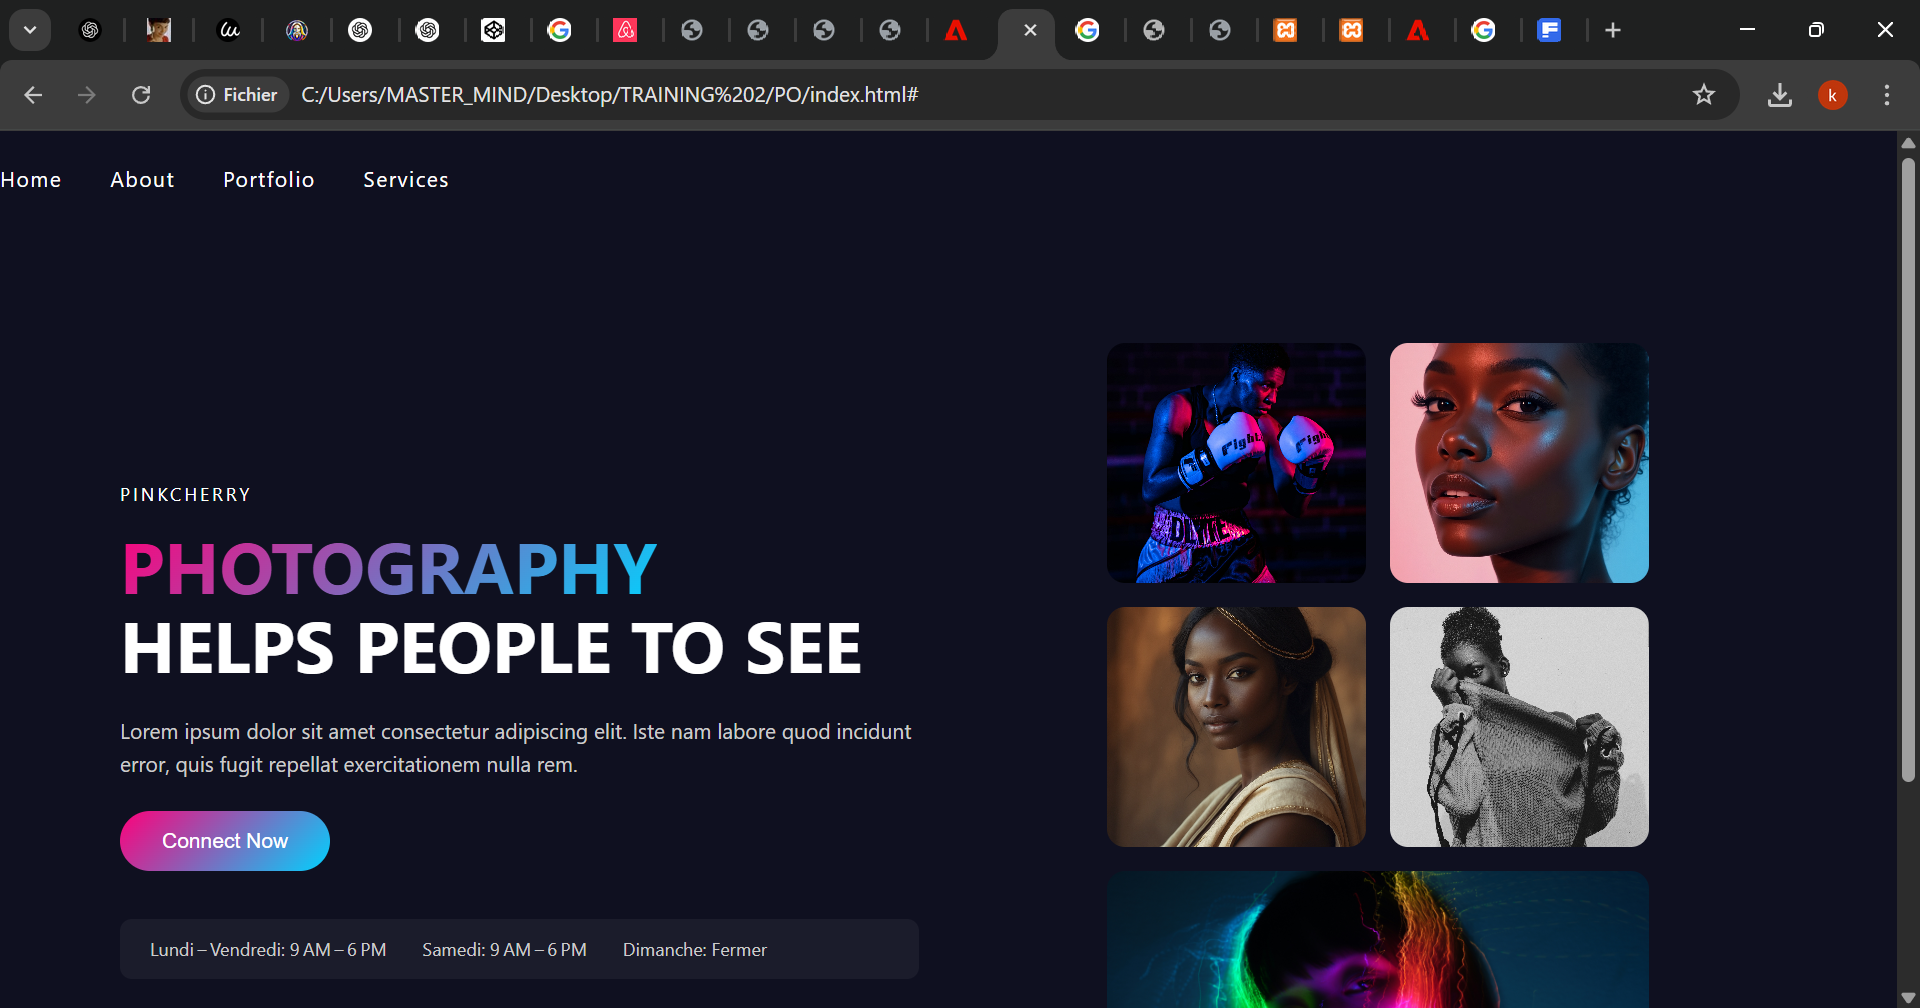 Fichier C:/Users/MASTER_MIND/Desktop/TRAINING%202/PO/index.html# k
Home About Portfolio Services
PINKCHERRY
PHOTOGRAPHY
HELPS PEOPLE TO SEE
Lorem ipsum dolor sit amet consectetur adipiscing elit. Iste nam labore quod incidunt
error, quis fugit repellat exercitationem nulla rem.
Connect Now
Lundi – Vendredi: 9 AM – 6 PM Samedi: 9 AM – 6 PM Dimanche: Fermer